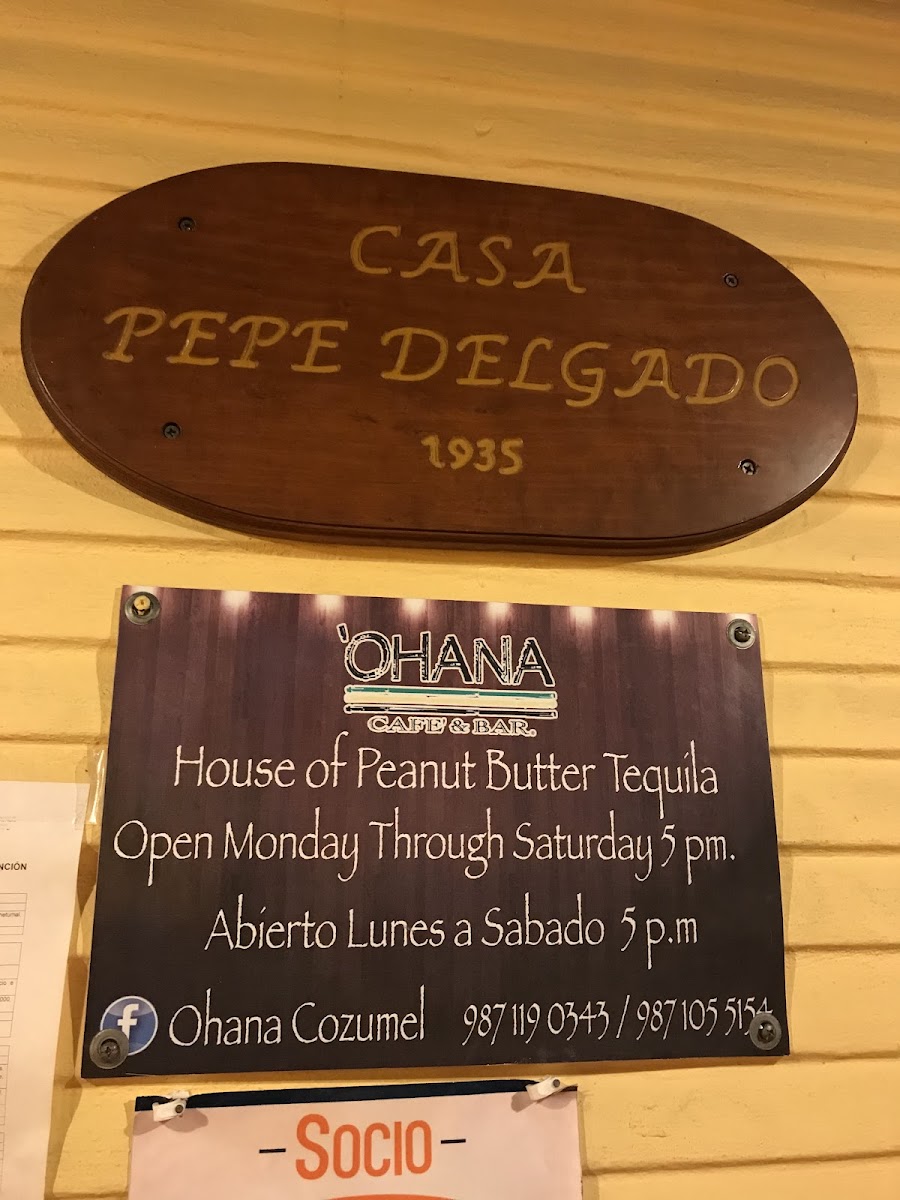 CASA
PEPE DELGADO
1935
'OHANA
CAFE' & BAR.
House of Peanut Butter Tequila
Open Monday Through Saturday 5 pm.
Abierto Lunes a Sabado 5 p.m
f Ohana Cozumel 987 119 0343 / 987 105 5154
- SOCIO -
NCIÓN